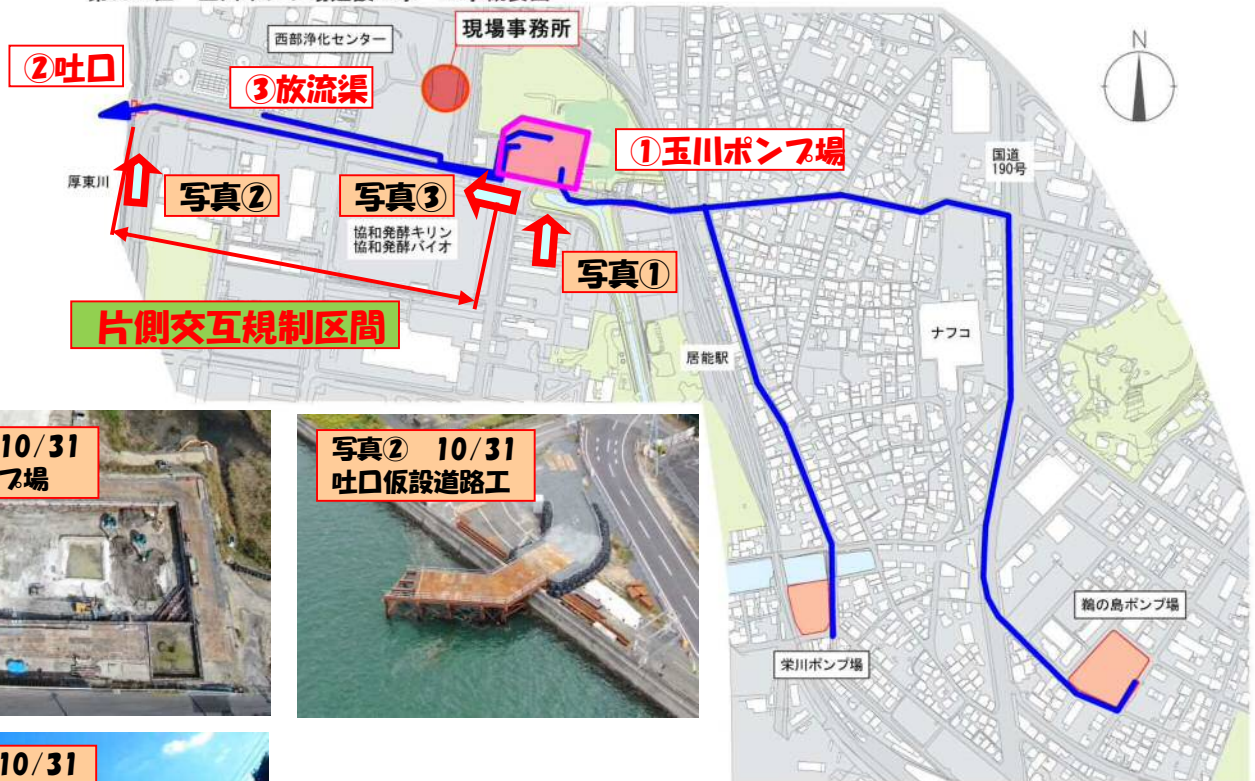 西部浄化センター
現場事務所
N
②吐口
③放流渠
①玉川ポンプ場
国道
190号
厚東川
写真②
写真③
協和発酵キリン
協和発酵バイオ
写真①
片側交互規制区間
ナフコ
居能駅
10/31
プ場
写真② 10/31
吐口仮設道路工
鵜の島ポンプ場
栄川ポンプ場
10/31